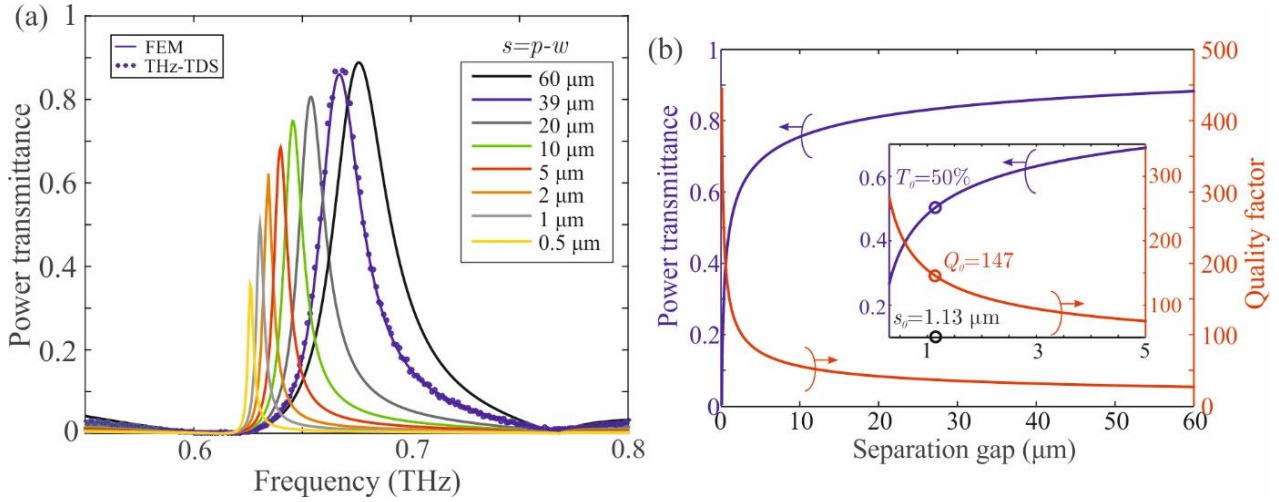 (a)
1
0.8
0.6
0.4
0.2
0
Power transmittance
FEM
THz-TDS
s=p-w
60 μm
39 μm
20 μm
10 μm
5 μm
2 μm
1 μm
0.5 μm
0.6
0.7
0.8
Frequency (THz)
(b)
1
0.8
0.6
0.4
0.2
0
Power transmittance
0
10
20
30
40
50
60
Separation gap (μm)
500
400
300
200
100
0
Quality factor
0.6
0.4
0.2
T₀=50%
Q₀=147
s₀=1.13 μm
1
3
5
300
200
100